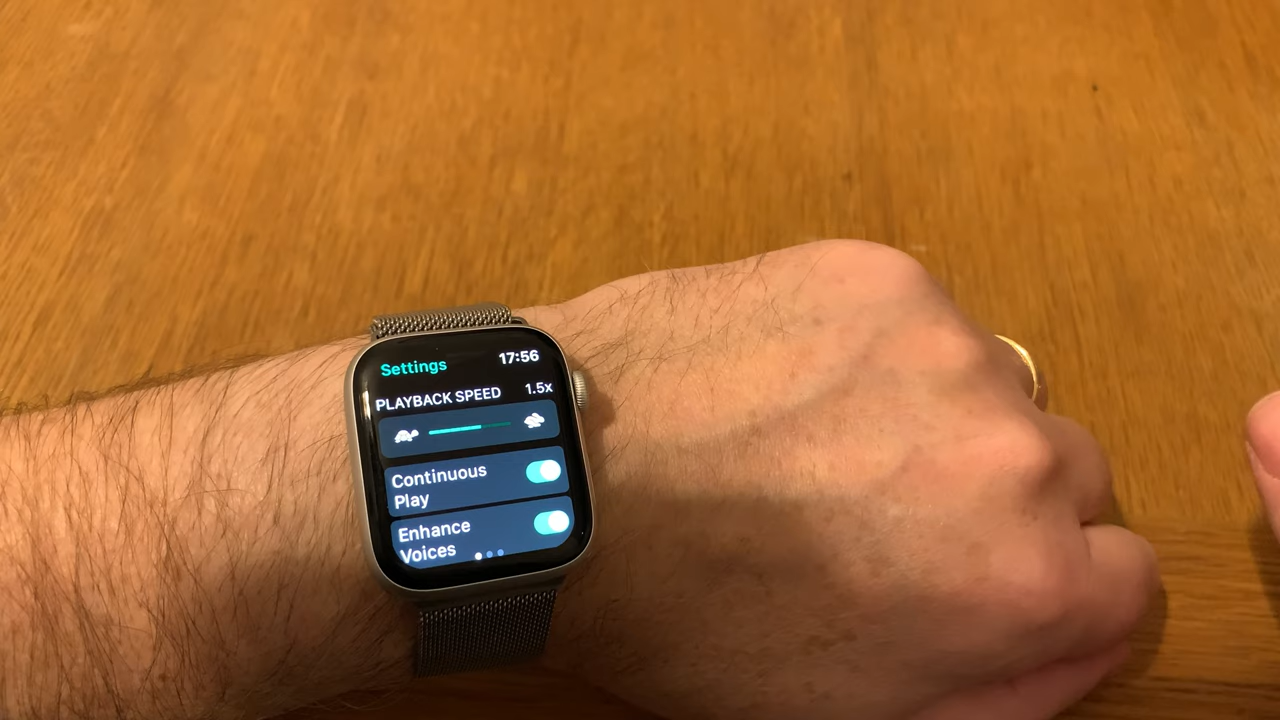 Settings 17:56
PLAYBACK SPEED 1.5x
Continuous
Play
Enhance
Voices